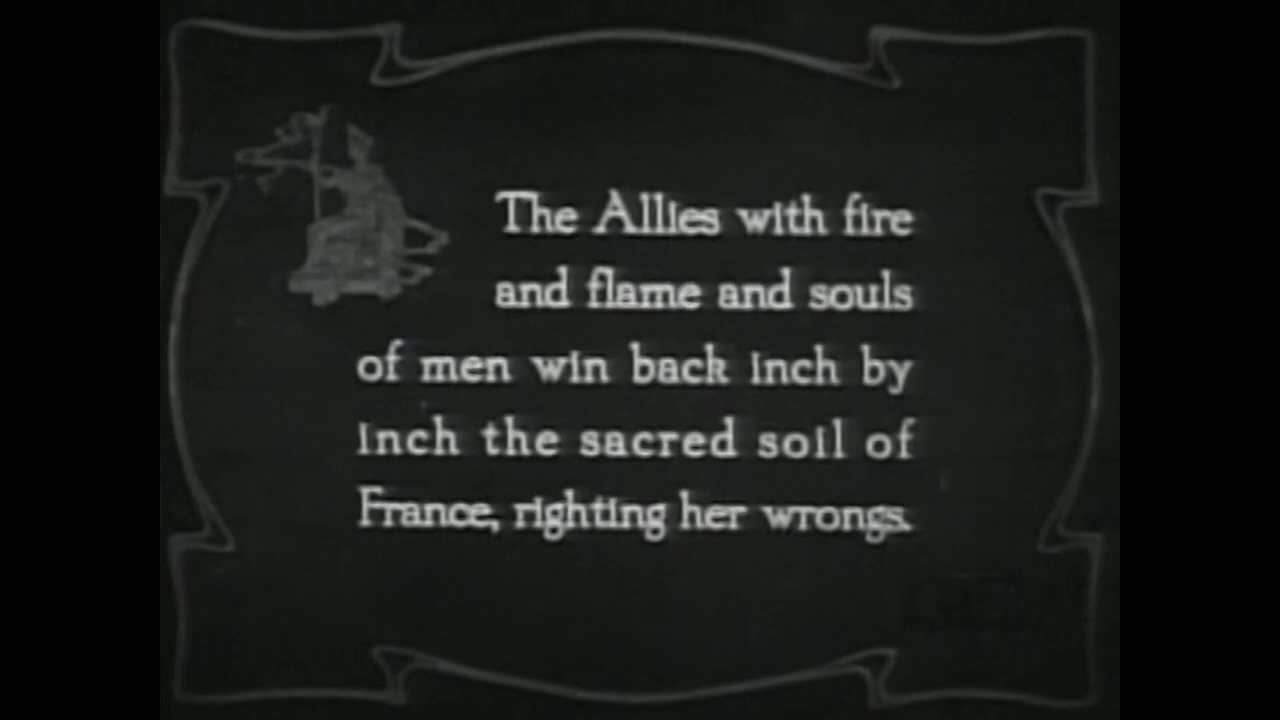 The Allies with fire
and flame and souls
of men win back inch by
inch the sacred soil of
France, righting her wrongs.